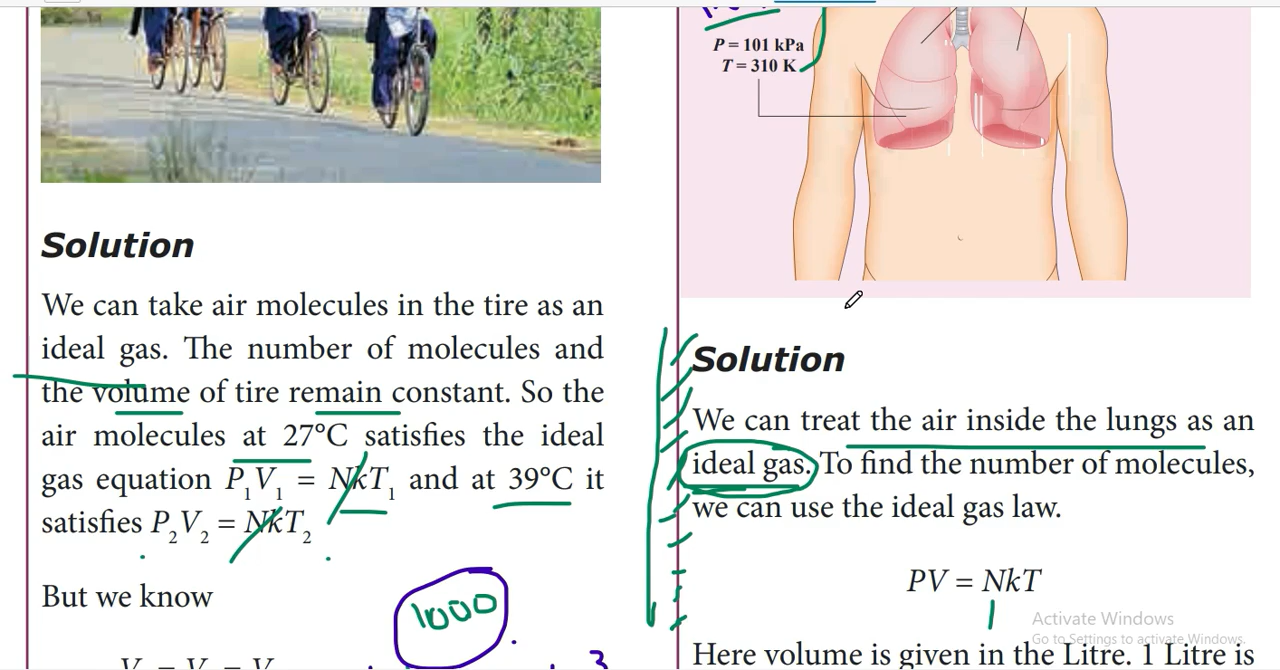 Solution
We can take air molecules in the tire as an
ideal gas. The number of molecules and
the volume of tire remain constant. So the
air molecules at 27°C satisfies the ideal
gas equation P₁V₁ = NkT₁ and at 39°C it
satisfies P₂V₂ = NkT₂
But we know
1000
3
P = 101 kPa
T = 310 K
Solution
We can treat the air inside the lungs as an
ideal gas. To find the number of molecules,
we can use the ideal gas law.
PV = NkT
Activate Windows
Go to Settings to activate Windows.
Here volume is given in the Litre. 1 Litre is